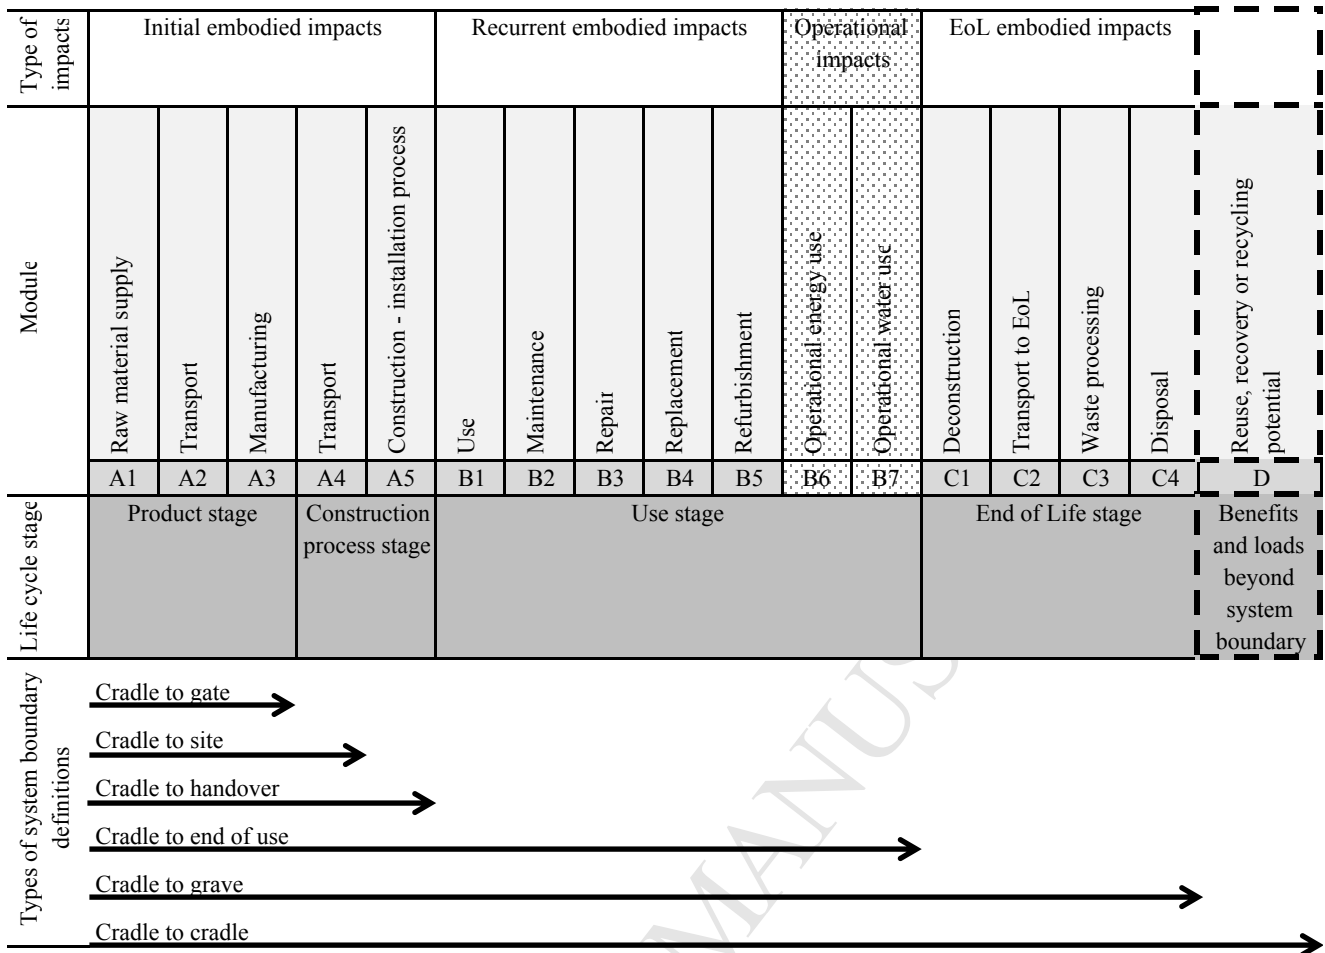 Type of
impacts
Initial embodied impacts
Recurrent embodied impacts
Operational
impacts
EoL embodied impacts
Module
Raw material supply
Transport
Manufacturing
Transport
Construction - installation process
Use
Maintenance
Repair
Replacement
Refurbishment
Operational energy use
Operational water use
Deconstruction
Transport to EoL
Waste processing
Disposal
Reuse, recovery or recycling
potential
A1 A2 A3 A4 A5 B1 B2 B3 B4 B5 B6 B7 C1 C2 C3 C4 D
Life cycle stage
Product stage
Construction
process stage
Use stage
End of Life stage
Benefits
and loads
beyond
system
boundary
Types of system boundary
definitions
Cradle to gate
Cradle to site
Cradle to handover
Cradle to end of use
Cradle to grave
Cradle to cradle
MANUS